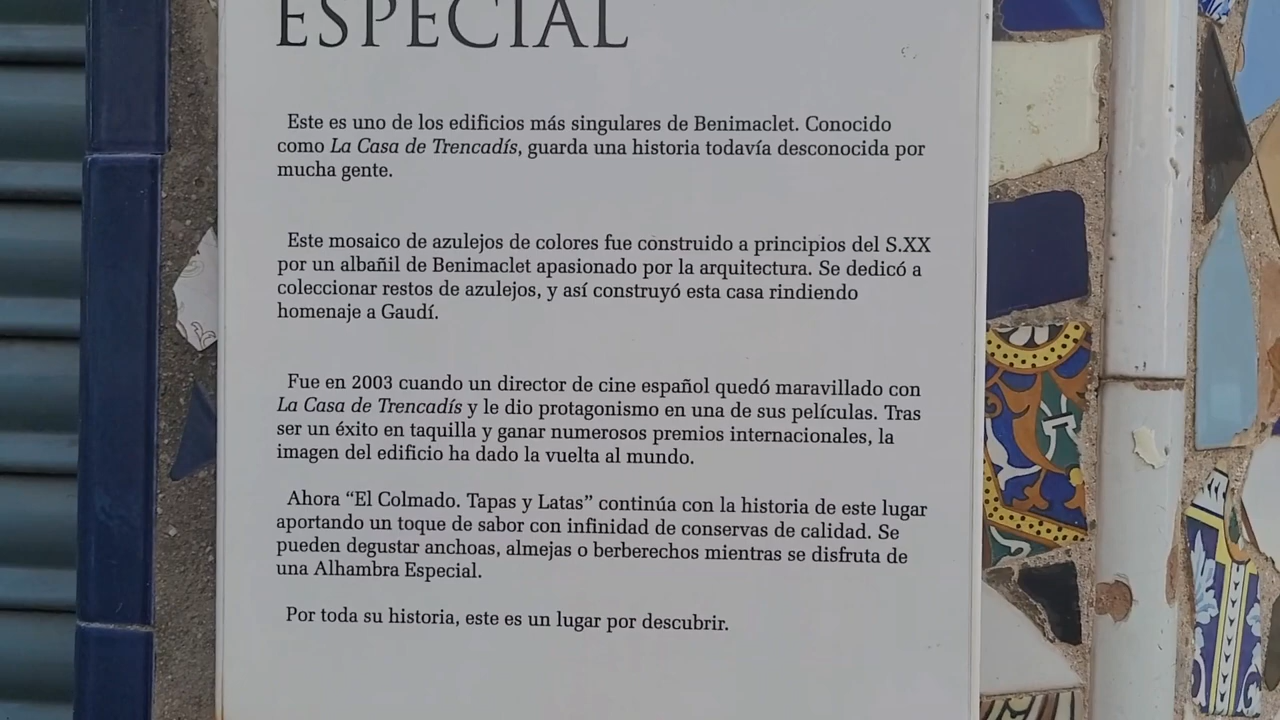 ESPECIAL
Este es uno de los edificios más singulares de Benimaclet. Conocido
como La Casa de Trencadís, guarda una historia todavía desconocida por
mucha gente.
Este mosaico de azulejos de colores fue construido a principios del S.XX
por un albañil de Benimaclet apasionado por la arquitectura. Se dedicó a
coleccionar restos de azulejos, y así construyó esta casa rindiendo
homenaje a Gaudí.
Fue en 2003 cuando un director de cine español quedó maravillado con
La Casa de Trencadís y le dio protagonismo en una de sus películas. Tras
ser un éxito en taquilla y ganar numerosos premios internacionales, la
imagen del edificio ha dado la vuelta al mundo.
Ahora “El Colmado. Tapas y Latas” continúa con la historia de este lugar
aportando un toque de sabor con infinidad de conservas de calidad. Se
pueden degustar anchoas, almejas o berberechos mientras se disfruta de
una Alhambra Especial.
Por toda su historia, este es un lugar por descubrir.